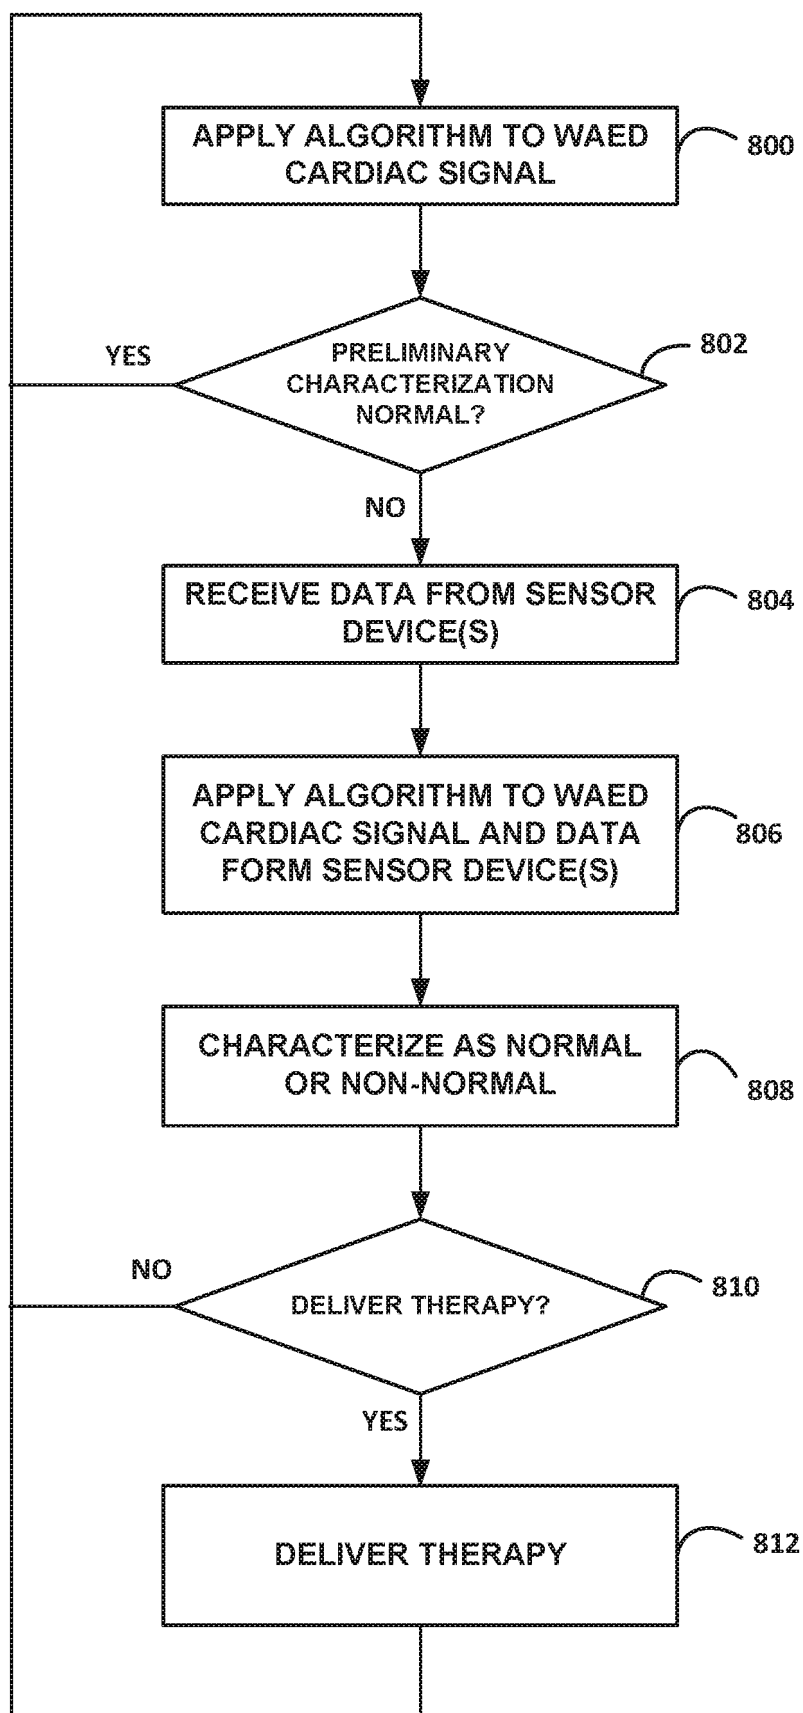 APPLY ALGORITHM TO WAED
CARDIAC SIGNAL
800
YES
PRELIMINARY
CHARACTERIZATION
NORMAL?
802
NO
RECEIVE DATA FROM SENSOR
DEVICE(S)
804
APPLY ALGORITHM TO WAED
CARDIAC SIGNAL AND DATA
FORM SENSOR DEVICE(S)
806
CHARACTERIZE AS NORMAL
OR NON-NORMAL
808
NO
DELIVER THERAPY?
810
YES
DELIVER THERAPY
812